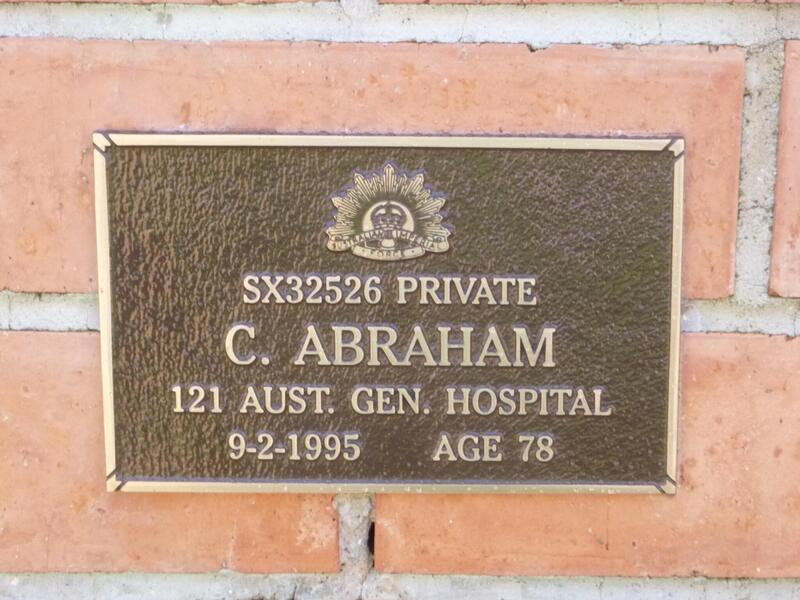 AUSTRALIAN IMPERIAL
FORCE
SX32526 PRIVATE
C. ABRAHAM
121 AUST. GEN. HOSPITAL
9-2-1995 AGE 78